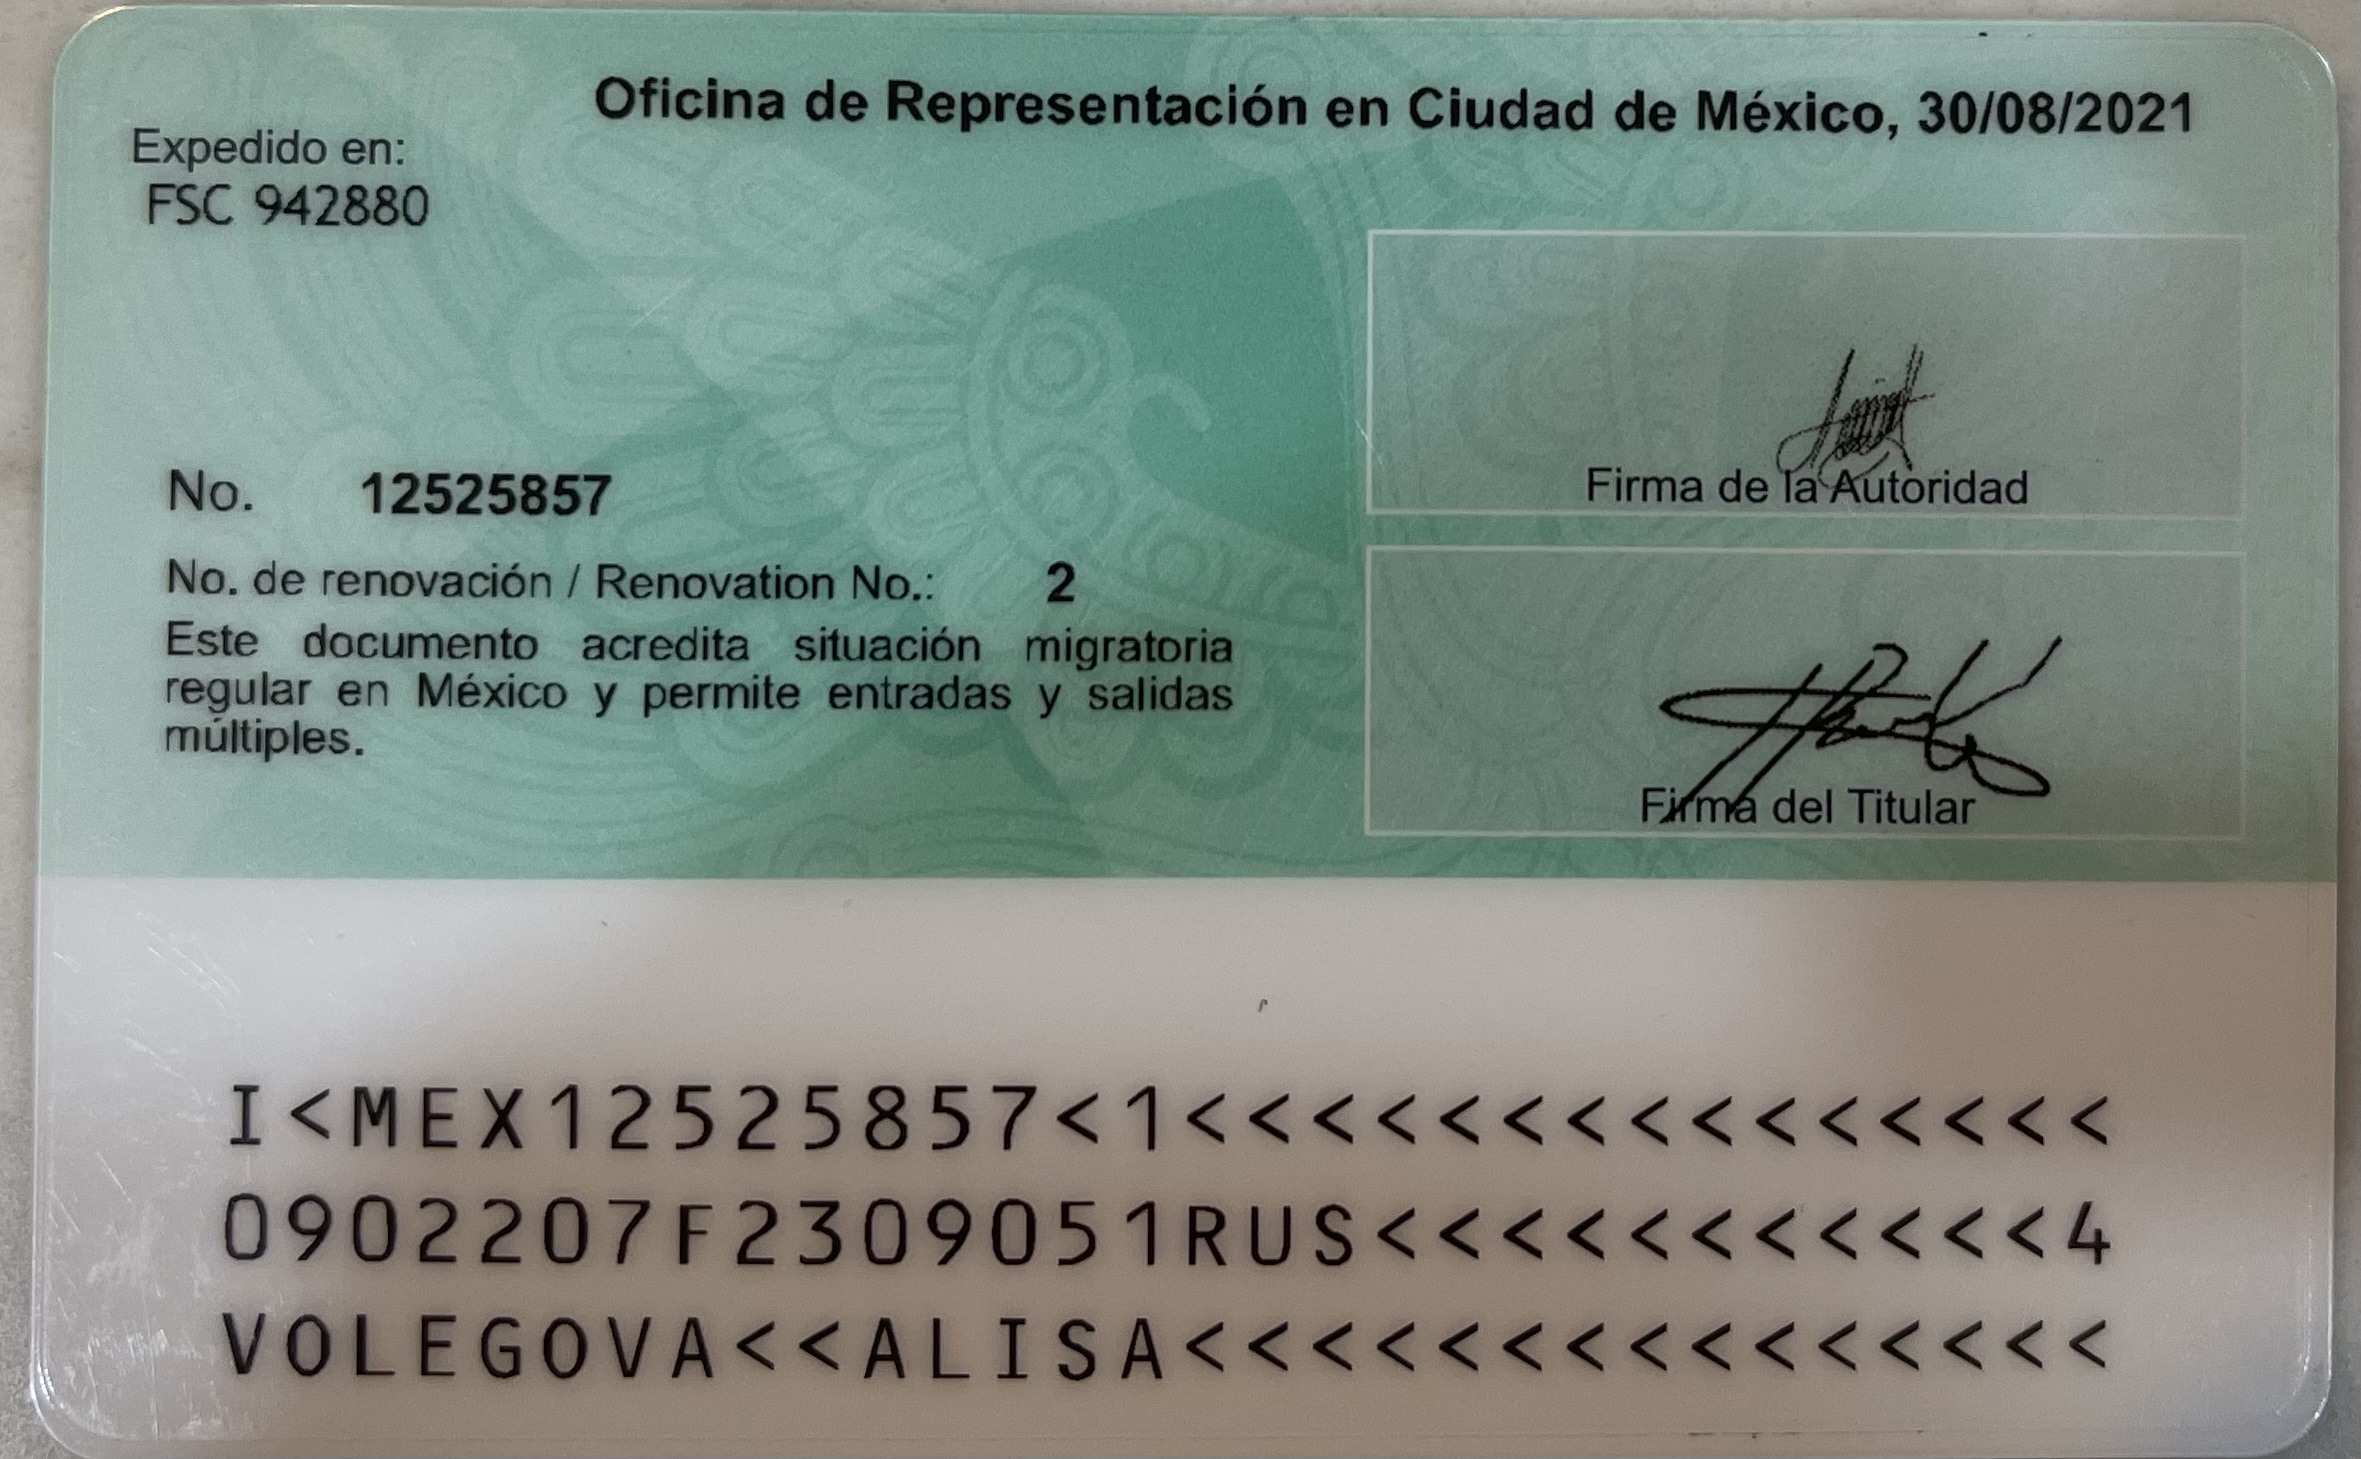 Oficina de Representación en Ciudad de México, 30/08/2021
Expedido en:
FSC 942880
Firma de la Autoridad
No. 12525857
No. de renovación / Renovation No.: 2
Este documento acredita situación migratoria
regular en México y permite entradas y salidas
múltiples.
Firma del Titular
I<MEX12525857<1<<<<<<<<<<<<<<<
0902207F2309051RUS<<<<<<<<<<<4
VOLEGOVA<<ALISA<<<<<<<<<<<<<<<